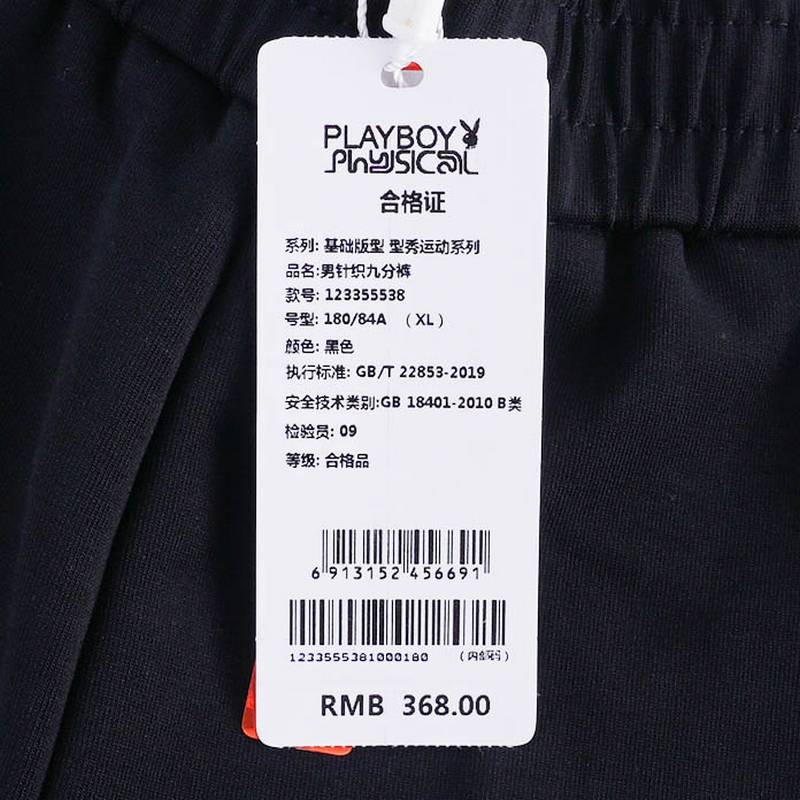 PLAYBOY
PhYSICAL
合格证
系列: 基础版型 型秀运动系列
品名:男针织九分裤
款号: 123355538
号型: 180/84A （XL）
颜色: 黑色
执行标准: GB/T 22853-2019
安全技术类别:GB 18401-2010 B类
检验员: 09
等级: 合格品
6 913152 456691
1233555381000180 （内部码）
RMB 368.00